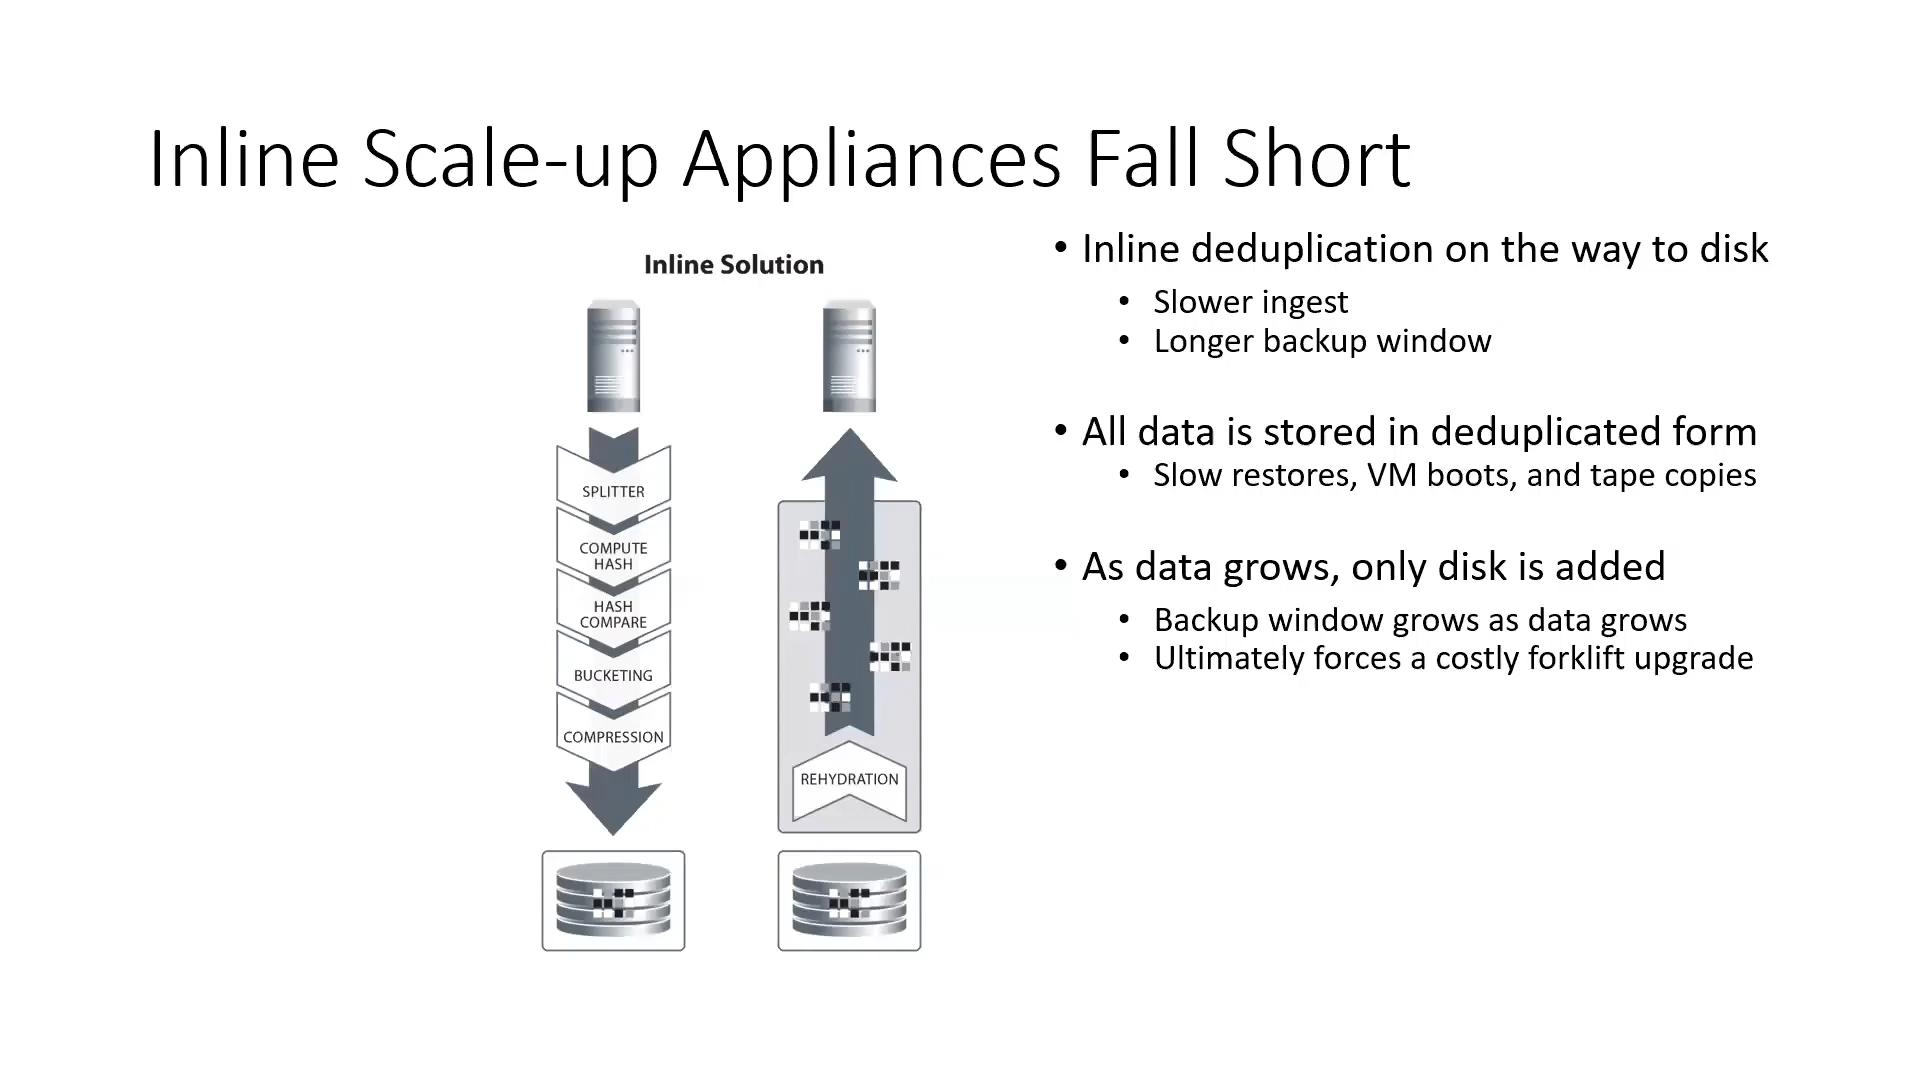 Inline Scale-up Appliances Fall Short
Inline Solution
SPLITTER
COMPUTE
HASH
HASH
COMPARE
BUCKETING
COMPRESSION
REHYDRATION
• Inline deduplication on the way to disk
• Slower ingest
• Longer backup window
• All data is stored in deduplicated form
• Slow restores, VM boots, and tape copies
• As data grows, only disk is added
• Backup window grows as data grows
• Ultimately forces a costly forklift upgrade